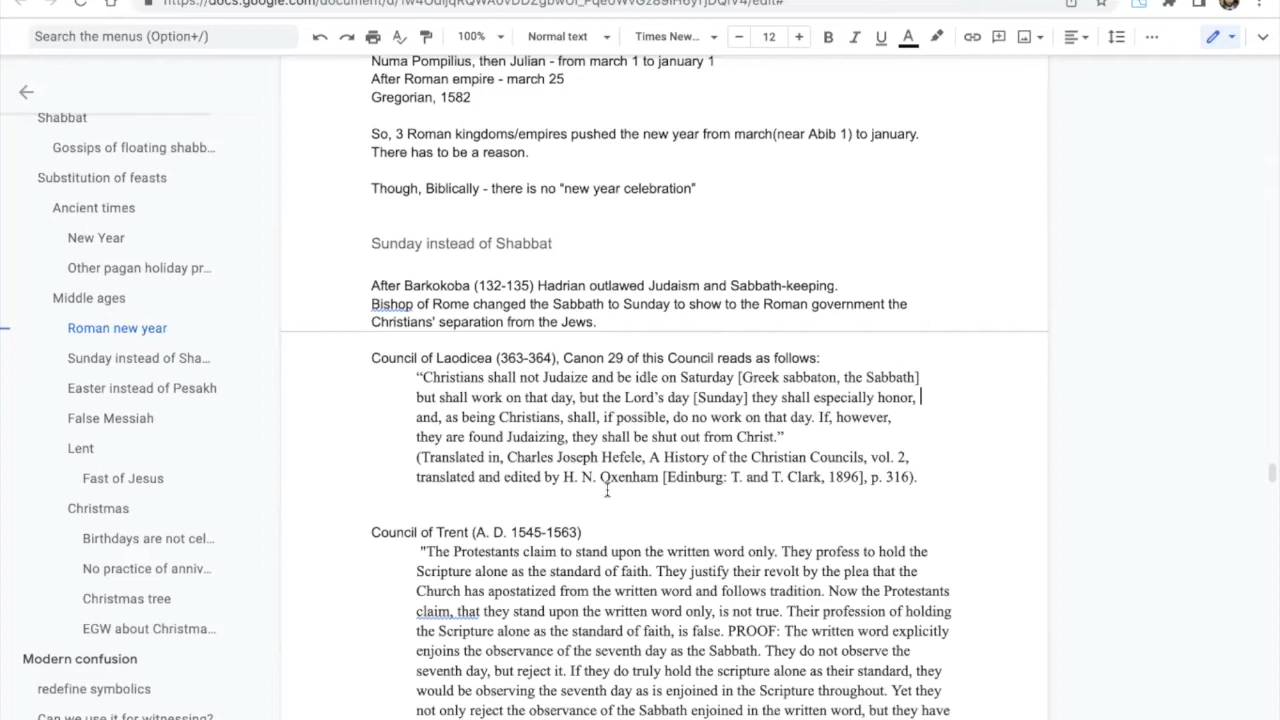 Search the menus (Option+/)
100%
Normal text
Times New...
12
Shabbat
Gossips of floating shabb...
Substitution of feasts
Ancient times
New Year
Other pagan holiday pr...
Middle ages
Roman new year
Sunday instead of Sha...
Easter instead of Pesakh
False Messiah
Lent
Fast of Jesus
Christmas
Birthdays are not cel...
No practice of anniv...
Christmas tree
EGW about Christma...
Modern confusion
redefine symbolics
Can we use it for witnessing?
Numa Pompilius, then Julian - from march 1 to january 1
After Roman empire - march 25
Gregorian, 1582
So, 3 Roman kingdoms/empires pushed the new year from march(near Abib 1) to january.
There has to be a reason.
Though, Biblically - there is no “new year celebration”
Sunday instead of Shabbat
After Barkokoba (132-135) Hadrian outlawed Judaism and Sabbath-keeping.
Bishop of Rome changed the Sabbath to Sunday to show to the Roman government the
Christians' separation from the Jews.
Council of Laodicea (363-364), Canon 29 of this Council reads as follows:
“Christians shall not Judaize and be idle on Saturday [Greek sabbaton, the Sabbath]
but shall work on that day, but the Lord’s day [Sunday] they shall especially honor,
and, as being Christians, shall, if possible, do no work on that day. If, however,
they are found Judaizing, they shall be shut out from Christ.”
(Translated in, Charles Joseph Hefele, A History of the Christian Councils, vol. 2,
translated and edited by H. N. Oxenham [Edinburg: T. and T. Clark, 1896], p. 316).
Council of Trent (A. D. 1545-1563)
"The Protestants claim to stand upon the written word only. They profess to hold the
Scripture alone as the standard of faith. They justify their revolt by the plea that the
Church has apostatized from the written word and follows tradition. Now the Protestants
claim, that they stand upon the written word only, is not true. Their profession of holding
the Scripture alone as the standard of faith, is false. PROOF: The written word explicitly
enjoins the observance of the seventh day as the Sabbath. They do not observe the
seventh day, but reject it. If they do truly hold the scripture alone as their standard, they
would be observing the seventh day as is enjoined in the Scripture throughout. Yet they
not only reject the observance of the Sabbath enjoined in the written word, but they have